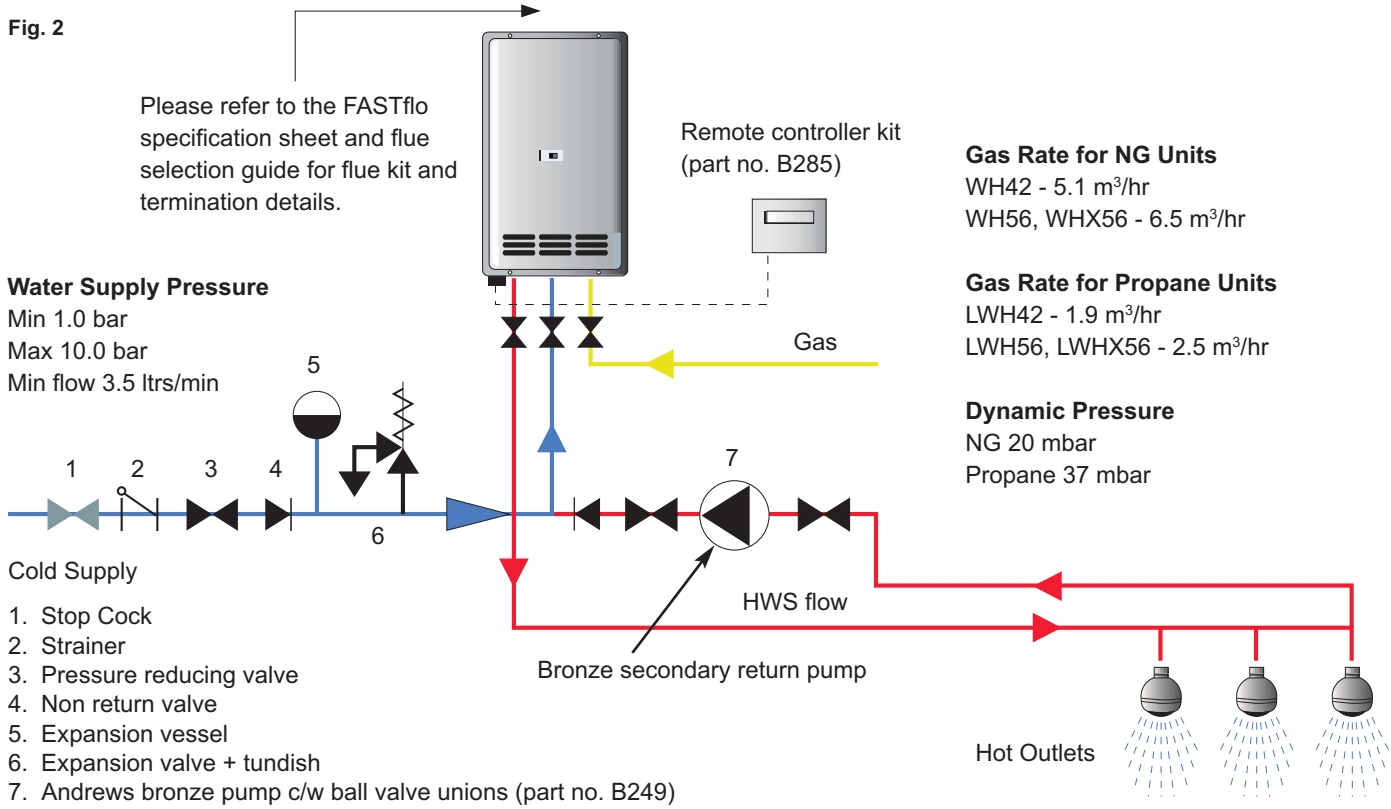 Fig. 2
Please refer to the FASTflo
specification sheet and flue
selection guide for flue kit and
termination details.
Remote controller kit
(part no. B285)
Gas Rate for NG Units
WH42 - 5.1 m³/hr
WH56, WHX56 - 6.5 m³/hr
Gas Rate for Propane Units
LWH42 - 1.9 m³/hr
LWH56, LWHX56 - 2.5 m³/hr
Dynamic Pressure
NG 20 mbar
Propane 37 mbar
Water Supply Pressure
Min 1.0 bar
Max 10.0 bar
Min flow 3.5 ltrs/min
Gas
5
1
2
3
4
6
7
Cold Supply
1. Stop Cock
2. Strainer
3. Pressure reducing valve
4. Non return valve
5. Expansion vessel
6. Expansion valve + tundish
7. Andrews bronze pump c/w ball valve unions (part no. B249)
HWS flow
Bronze secondary return pump
Hot Outlets